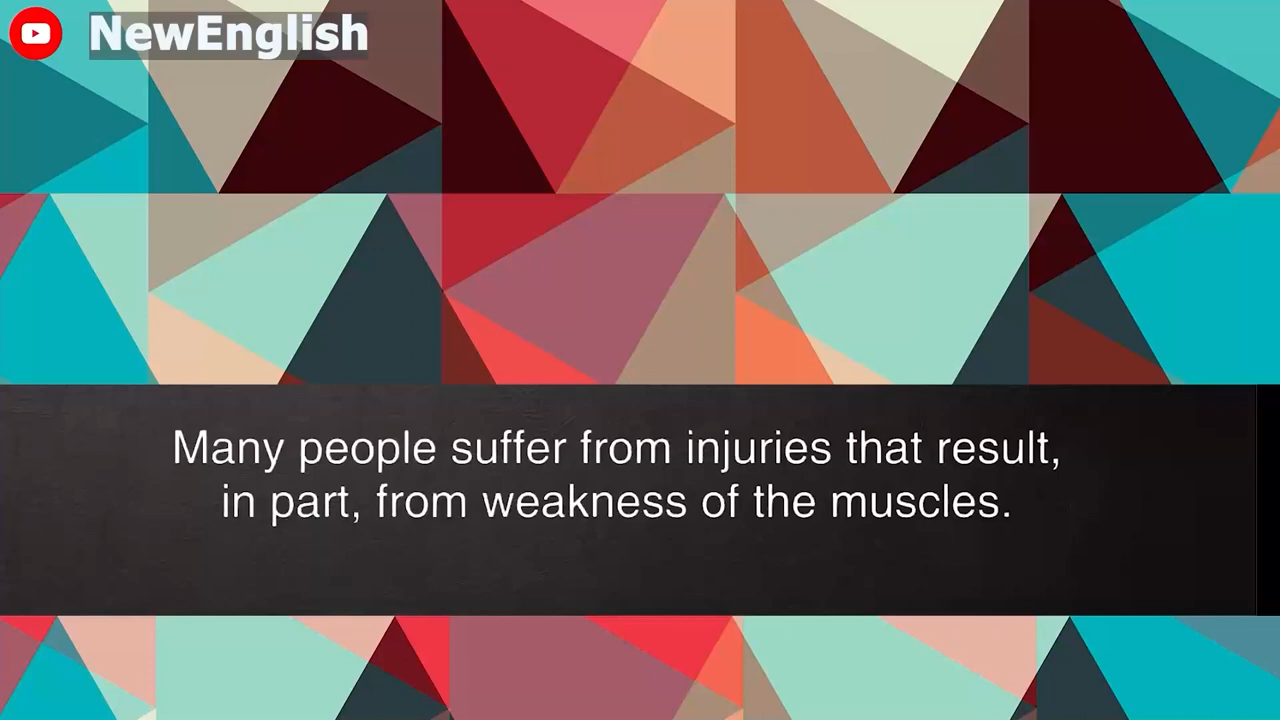 NewEnglish
Many people suffer from injuries that result,
in part, from weakness of the muscles.